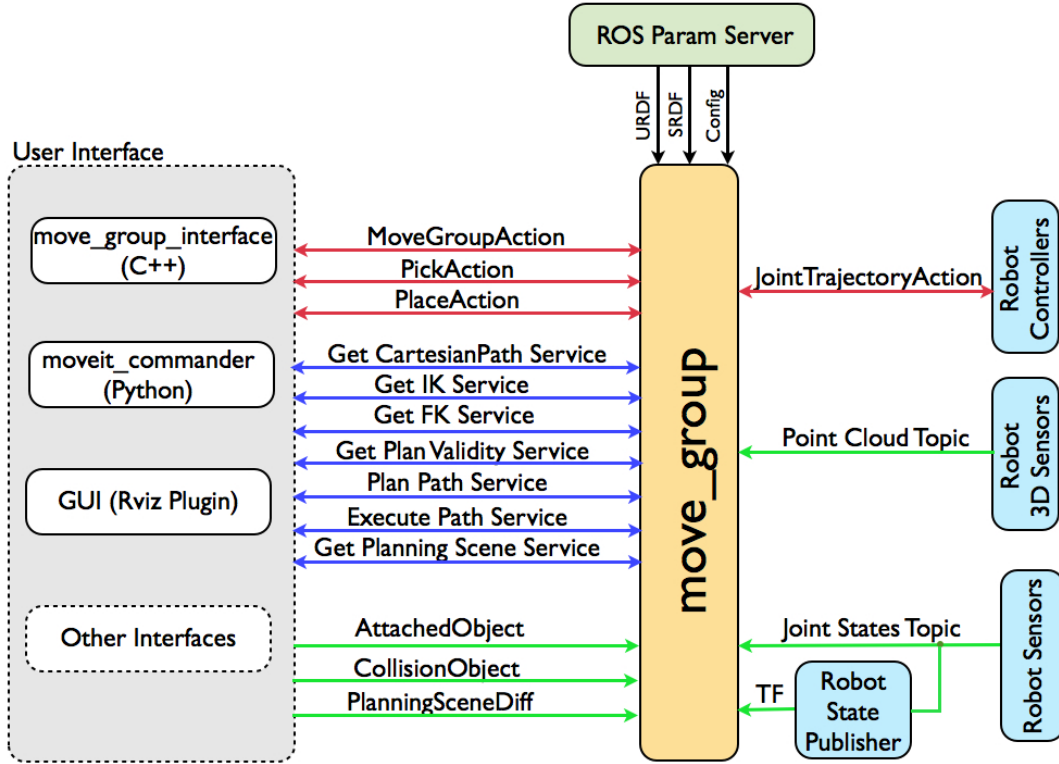 ROS Param Server
URDF
SRDF
Config
User Interface
move_group_interface
(C++)
moveit_commander
(Python)
GUI (Rviz Plugin)
Other Interfaces
MoveGroupAction
PickAction
PlaceAction
Get CartesianPath Service
Get IK Service
Get FK Service
Get Plan Validity Service
Plan Path Service
Execute Path Service
Get Planning Scene Service
AttachedObject
CollisionObject
PlanningSceneDiff
move_group
JointTrajectoryAction
Robot
Controllers
Point Cloud Topic
Robot
3D Sensors
Joint States Topic
Robot Sensors
TF
Robot
State
Publisher